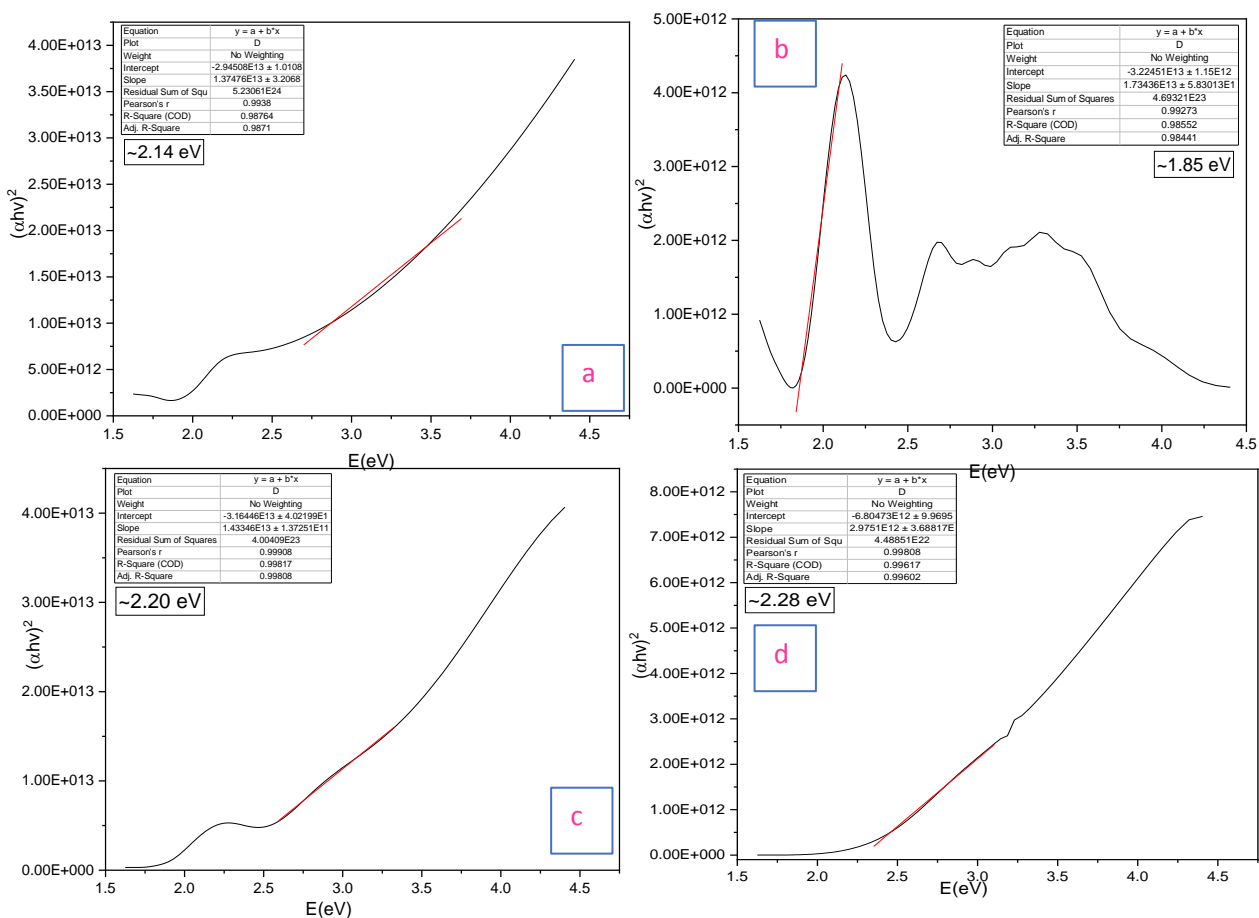 Equation y = a + b*x
Plot D
Weight No Weighting
Intercept -2.94508E13 ± 1.0108
Slope 1.37476E13 ± 3.2068
Residual Sum of Squ 5.23061E24
Pearson's r 0.9938
R-Square (COD) 0.98764
Adj. R-Square 0.9871
~2.14 eV
4.00E+013
3.50E+013
3.00E+013
2.50E+013
2.00E+013
1.50E+013
1.00E+013
5.00E+012
0.00E+000
(αhν)²
a
1.5 2.0 2.5 3.0 3.5 4.0 4.5
E(eV)
b
Equation y = a + b*x
Plot D
Weight No Weighting
Intercept -3.22451E13 ± 1.15E12
Slope 1.73436E13 ± 5.83013E1
Residual Sum of Squares 4.69321E23
Pearson's r 0.99273
R-Square (COD) 0.98552
Adj. R-Square 0.98441
~1.85 eV
5.00E+012
4.00E+012
3.00E+012
2.00E+012
1.00E+012
0.00E+000
(αhν)²
1.5 2.0 2.5 3.0 3.5 4.0 4.5
E(eV)
Equation y = a + b*x
Plot D
Weight No Weighting
Intercept -3.16446E13 ± 4.02199E1
Slope 1.43346E13 ± 1.37251E11
Residual Sum of Squares 4.00409E23
Pearson's r 0.99908
R-Square (COD) 0.99817
Adj. R-Square 0.99808
~2.20 eV
4.00E+013
3.00E+013
2.00E+013
1.00E+013
0.00E+000
(αhν)²
c
1.5 2.0 2.5 3.0 3.5 4.0 4.5
E(eV)
Equation y = a + b*x
Plot D
Weight No Weighting
Intercept -6.80473E12 ± 9.9695
Slope 2.9751E12 ± 3.68817E
Residual Sum of Squ 4.48851E22
Pearson's r 0.99808
R-Square (COD) 0.99617
Adj. R-Square 0.99602
~2.28 eV
d
8.00E+012
7.00E+012
6.00E+012
5.00E+012
4.00E+012
3.00E+012
2.00E+012
1.00E+012
0.00E+000
(αhν)²
1.5 2.0 2.5 3.0 3.5 4.0 4.5
E(eV)